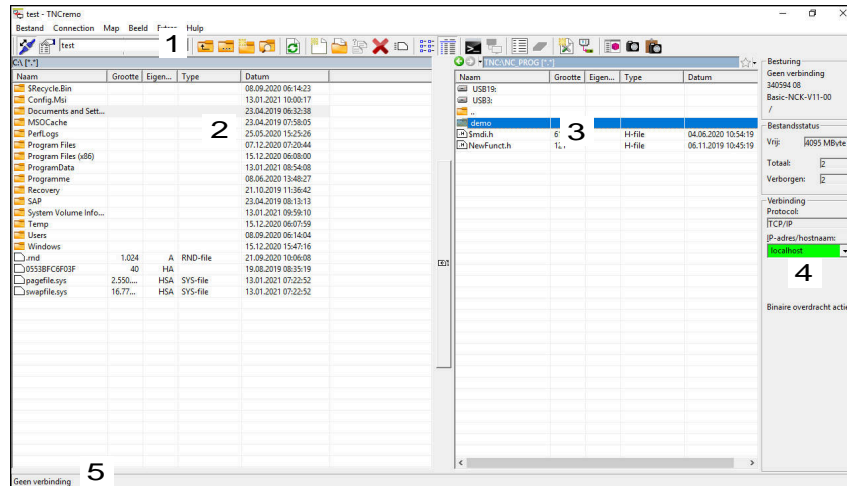 test - TNCremo
Bestand Connection Map Beeld Extras Hulp
test
1
C:\ [*.*]
Naam Grootte Eigen... Type Datum
$Recycle.Bin 08.09.2020 06:14:23
Config.Msi 13.01.2021 10:00:17
Documents and Sett... 23.04.2019 06:32:38
MSOCache 23.04.2019 07:58:05
PerfLogs 25.05.2020 15:25:26
Program Files 07.12.2020 07:20:44
Program Files (x86) 15.12.2020 06:08:00
ProgramData 13.01.2021 08:54:08
Programme 08.06.2020 13:48:27
Recovery 21.10.2019 11:36:42
SAP 23.04.2019 08:13:13
System Volume Info... 13.01.2021 09:59:10
Temp 15.12.2020 06:07:59
Users 08.09.2020 06:14:04
Windows 15.12.2020 15:47:16
.rnd 1.024 A RND-file 21.09.2020 10:06:08
0553BFC6F03F 40 HA 19.08.2019 08:35:19
pagefile.sys 2.550.... HSA SYS-file 13.01.2021 07:22:52
swapfile.sys 16.77... HSA SYS-file 13.01.2021 07:22:52
2
TNC:\NC_PROG [*.*]
Naam Grootte Eigen... Type Datum
USB19:
USB3:
..
demo
$mdi.h H-file 04.06.2020 10:54:19
NewFunct.h H-file 06.11.2019 10:45:19
3
Besturing
Geen verbinding
340594 08
Basic-NCK-V11-00
/
Bestandsstatus
Vrij: 4095 MByte
Totaal: 2
Verborgen: 2
Verbinding
Protocol:
TCP/IP
IP-adres/hostnaam:
localhost
4
Binaire overdracht actie
Geen verbinding
5